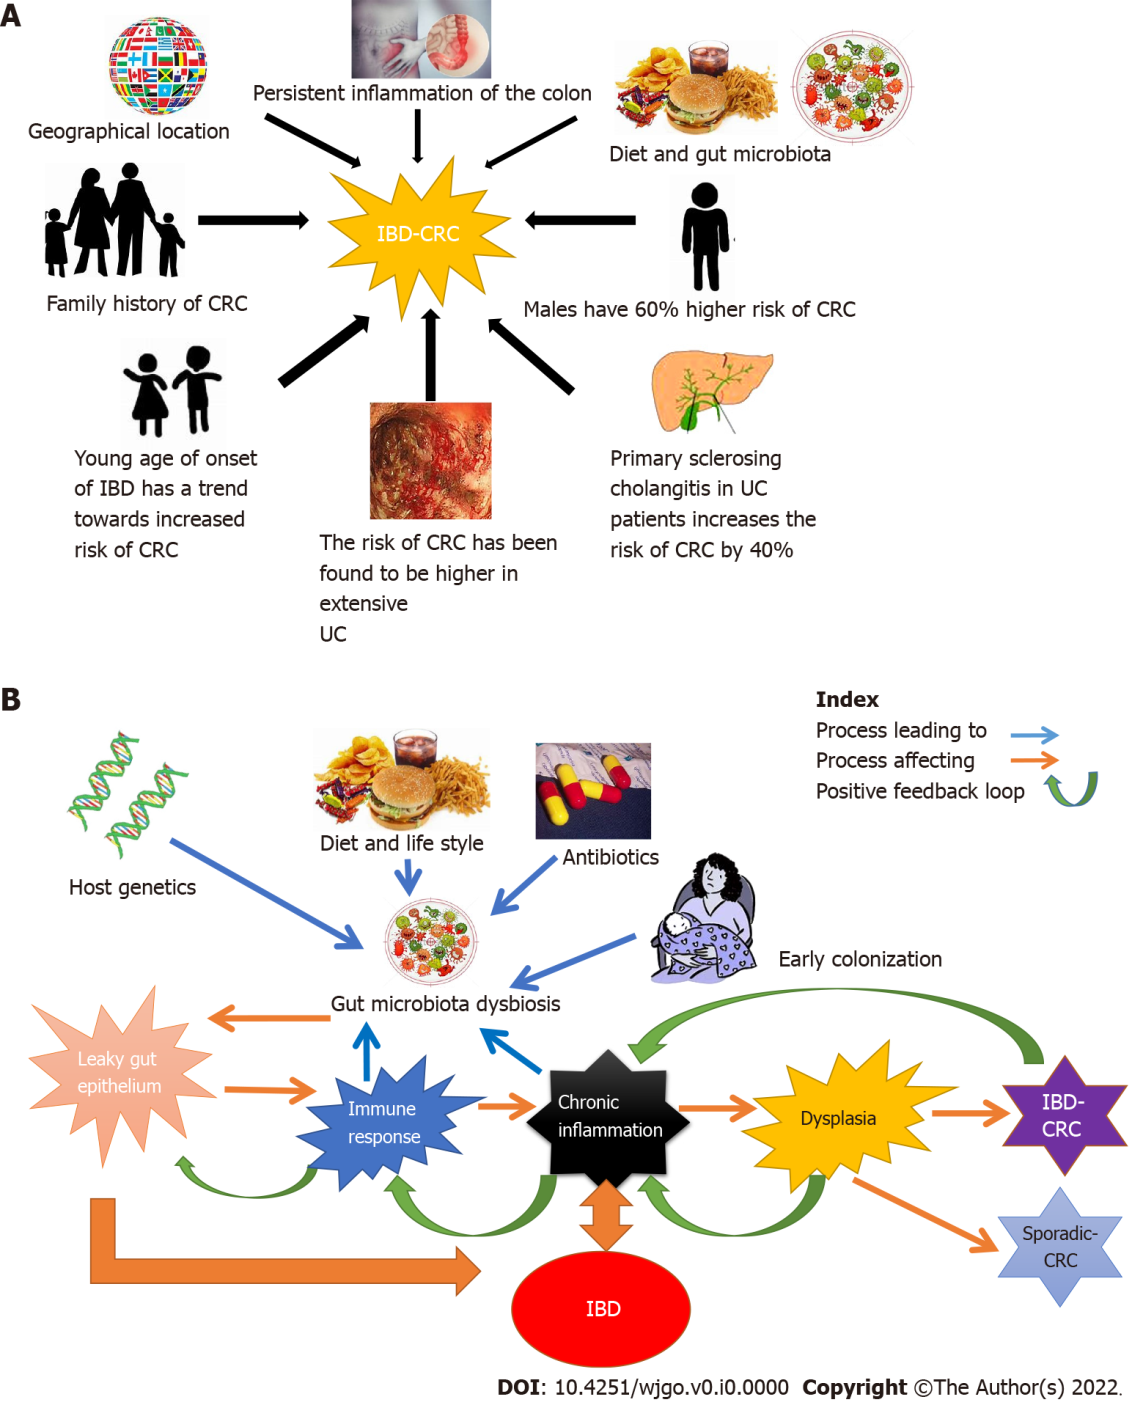 A
Persistent inflammation of the colon
Geographical location
Diet and gut microbiota
IBD-CRC
Family history of CRC
Males have 60% higher risk of CRC
Young age of onset
of IBD has a trend
towards increased
risk of CRC
The risk of CRC has been
found to be higher in
extensive
UC
Primary sclerosing
cholangitis in UC
patients increases the
risk of CRC by 40%
B
Index
Process leading to
Process affecting
Positive feedback loop
Host genetics
Diet and life style
Antibiotics
Early colonization
Gut microbiota dysbiosis
Leaky gut
epithelium
Immune
response
Chronic
inflammation
Dysplasia
IBD-
CRC
Sporadic-
CRC
IBD
DOI: 10.4251/wjgo.v0.i0.0000 Copyright ©The Author(s) 2022.